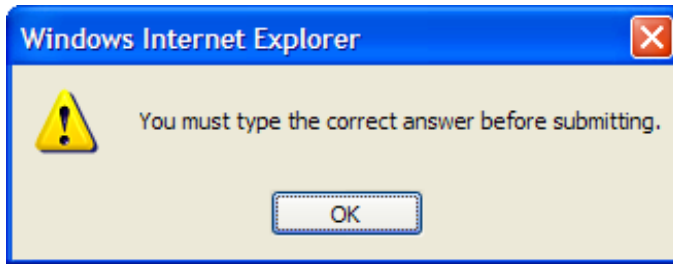 Windows Internet Explorer
You must type the correct answer before submitting.
OK